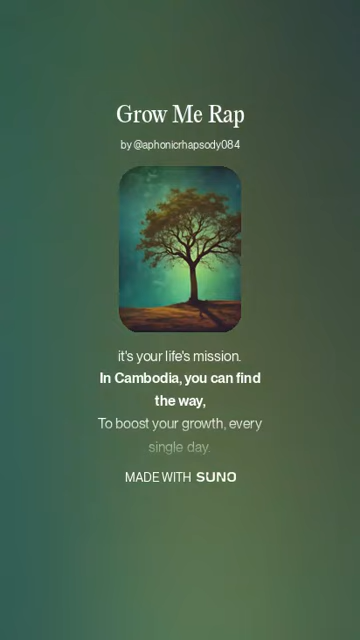 Grow Me Rap
by @aphonicrhapsody084
it's your life's mission.
In Cambodia, you can find
the way,
To boost your growth, every
single day.
MADE WITH SUNO